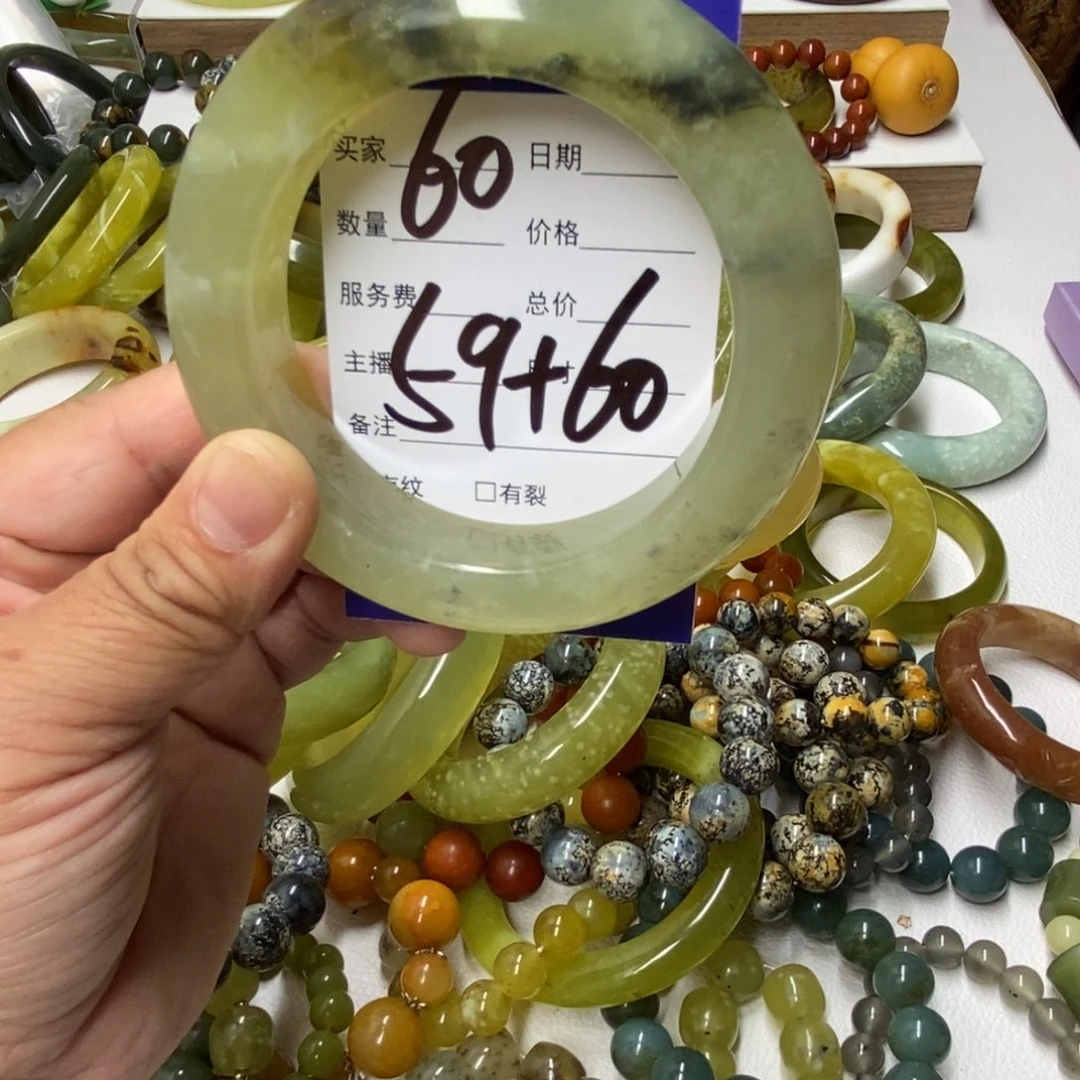 买家 60 日期
数量 价格
服务费 总价
主播 59+60 寸
备注
纹 □有裂